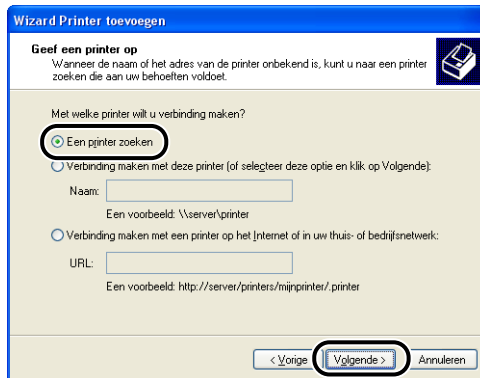 Wizard Printer toevoegen
Geef een printer op
Wanneer de naam of het adres van de printer onbekend is, kunt u naar een printer
zoeken die aan uw behoeften voldoet.
Met welke printer wilt u verbinding maken?
Een printer zoeken
Verbinding maken met deze printer (of selecteer deze optie en klik op Volgende):
Naam:
Een voorbeeld: \\server\printer
Verbinding maken met een printer op het Internet of in uw thuis- of bedrijfsnetwerk:
URL:
Een voorbeeld: http://server/printers/mijnprinter/.printer
< Vorige Volgende > Annuleren